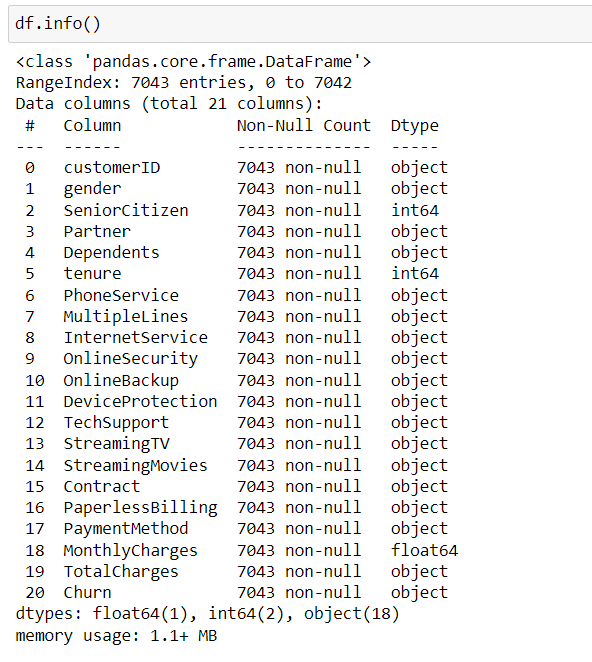 df.info()
<class 'pandas.core.frame.DataFrame'>
RangeIndex: 7043 entries, 0 to 7042
Data columns (total 21 columns):
 #   Column            Non-Null Count  Dtype
---  ------            --------------  -----
 0   customerID        7043 non-null   object
 1   gender            7043 non-null   object
 2   SeniorCitizen     7043 non-null   int64
 3   Partner           7043 non-null   object
 4   Dependents        7043 non-null   object
 5   tenure            7043 non-null   int64
 6   PhoneService      7043 non-null   object
 7   MultipleLines     7043 non-null   object
 8   InternetService   7043 non-null   object
 9   OnlineSecurity    7043 non-null   object
 10  OnlineBackup      7043 non-null   object
 11  DeviceProtection  7043 non-null   object
 12  TechSupport       7043 non-null   object
 13  StreamingTV       7043 non-null   object
 14  StreamingMovies   7043 non-null   object
 15  Contract          7043 non-null   object
 16  PaperlessBilling  7043 non-null   object
 17  PaymentMethod     7043 non-null   object
 18  MonthlyCharges    7043 non-null   float64
 19  TotalCharges      7043 non-null   object
 20  Churn             7043 non-null   object
dtypes: float64(1), int64(2), object(18)
memory usage: 1.1+ MB